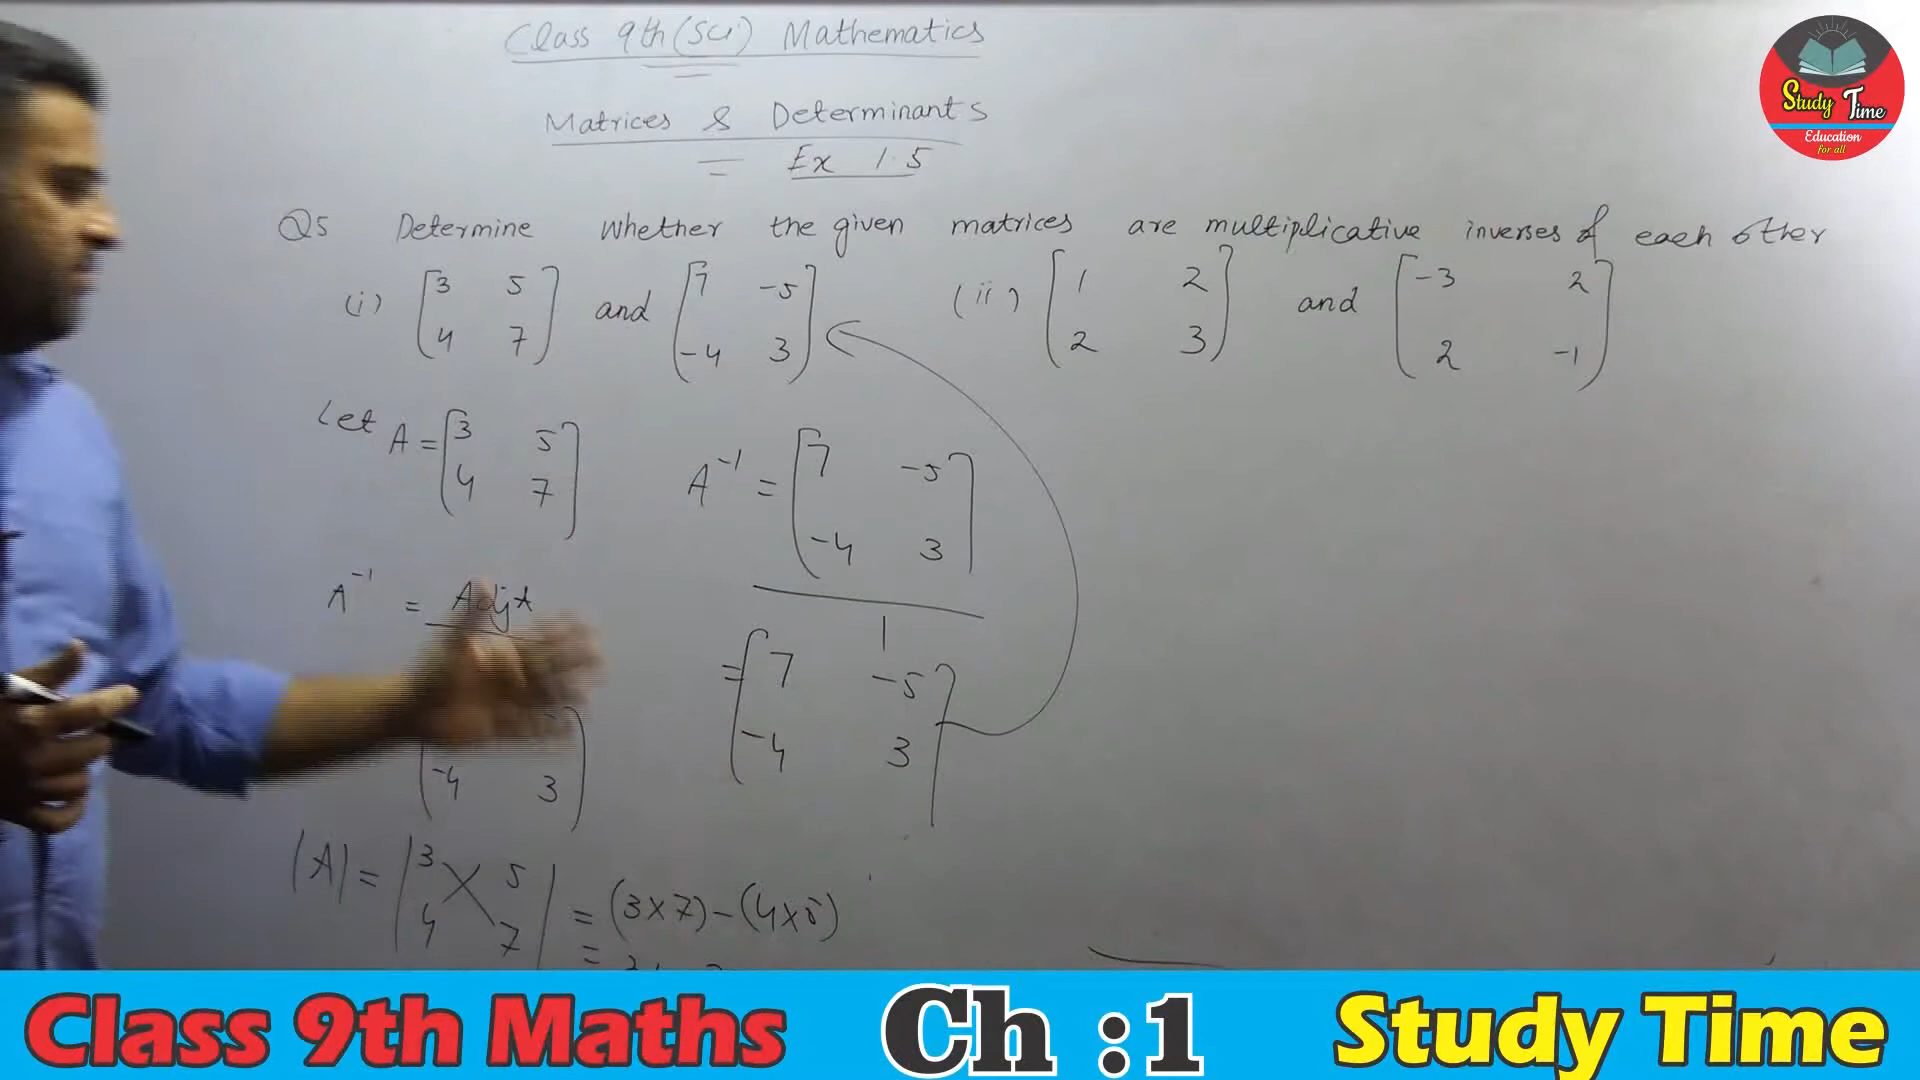 Class 9th (Sci) Mathematics
Matrices & Determinants
Ex 1.5
Study Time
Education
for all
Q5 Determine whether the given matrices are multiplicative inverses of each other
(i) [3 5 and [7 -5 (ii) [1 2 and [-3 2
4 7] -4 3] 2 3] 2 -1]
Let A = [3 5
4 7]
A⁻¹ = [7 -5
-4 3]
1
A⁻¹ = Adj A
= [7 -5
-4 3]
-4 3
|A| = |3 5
4 7| = (3×7)-(4×5)
=
Class 9th Maths Ch :1 Study Time